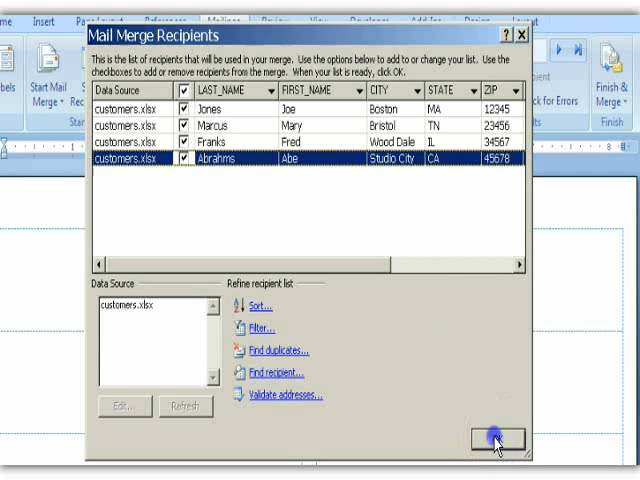 Insert Mailings
Mail Merge Recipients
This is the list of recipients that will be used in your merge. Use the options below to add to or change your list. Use the
checkboxes to add or remove recipients from the merge. When your list is ready, click OK.
Data Source LAST_NAME FIRST_NAME CITY STATE ZIP
customers.xlsx Jones Joe Boston MA 12345
customers.xlsx Marcus Mary Bristol TN 23456
customers.xlsx Franks Fred Wood Dale IL 34567
customers.xlsx Abrahms Abe Studio City CA 45678
Start Mail
Merge
Finish &
Merge
ck for Errors
Finish
8
Data Source Refine recipient list
customers.xlsx
Sort...
Filter...
Find duplicates...
Find recipient...
Validate addresses...
Edit... Refresh